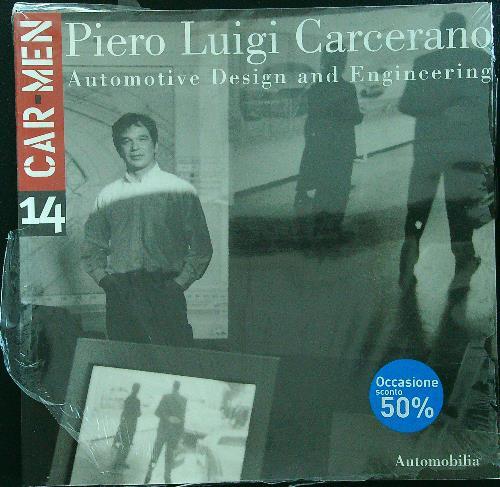 CAR-MEN
14
Piero Luigi Carcerano
Automotive Design and Engineering
Occasione
sconto
50%
Automobilia